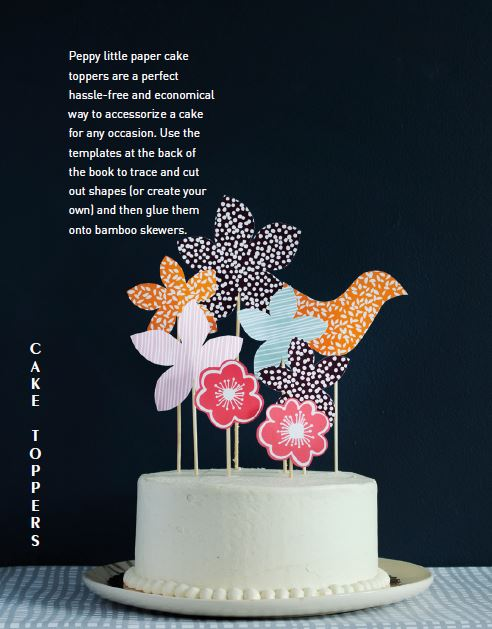 Peppy little paper cake
toppers are a perfect
hassle-free and economical
way to accessorize a cake
for any occasion. Use the
templates at the back of
the book to trace and cut
out shapes (or create your
own) and then glue them
onto bamboo skewers.
CAKE TOPPERS